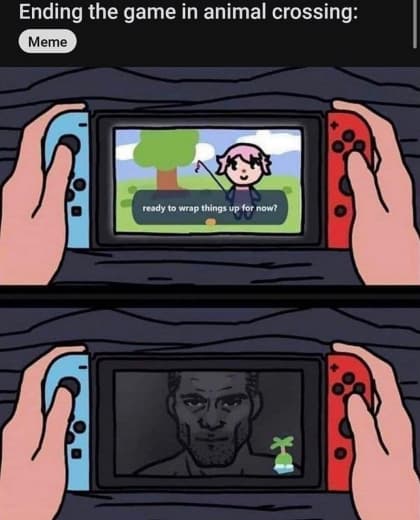 Ending the game in animal crossing:
Meme
ready to wrap things up for now?